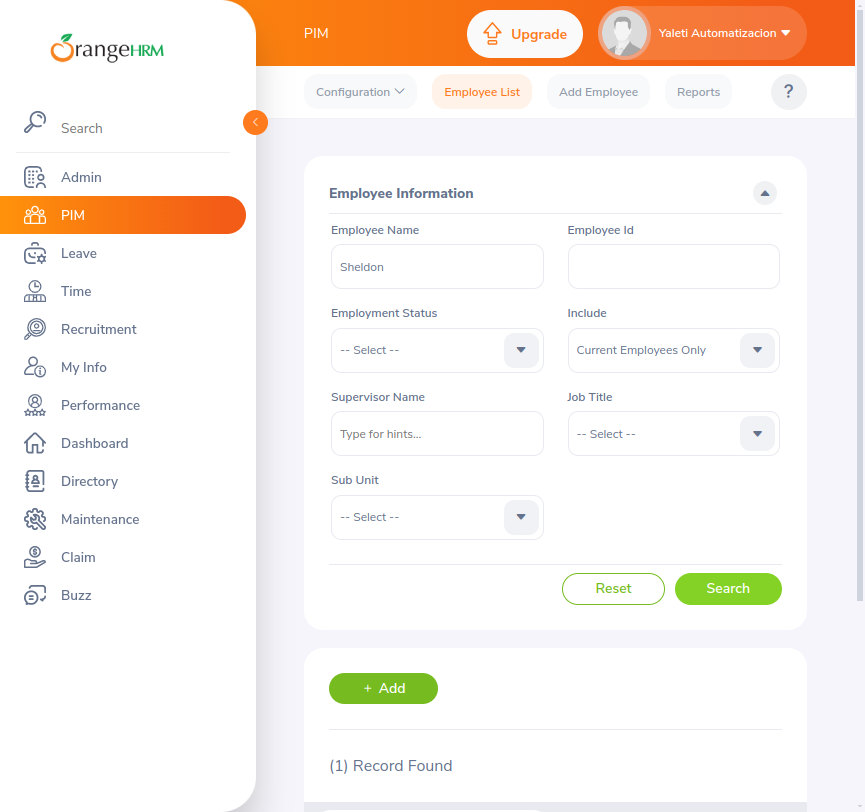 OrangeHRM
Search
Admin
PIM
Leave
Time
Recruitment
My Info
Performance
Dashboard
Directory
Maintenance
Claim
Buzz
PIM
Upgrade
Yaleti Automatizacion
Configuration
Employee List
Add Employee
Reports
?
Employee Information
Employee Name
Employee Id
Sheldon
Employment Status
Include
-- Select --
Current Employees Only
Supervisor Name
Job Title
Type for hints...
-- Select --
Sub Unit
-- Select --
Reset
Search
+ Add
(1) Record Found